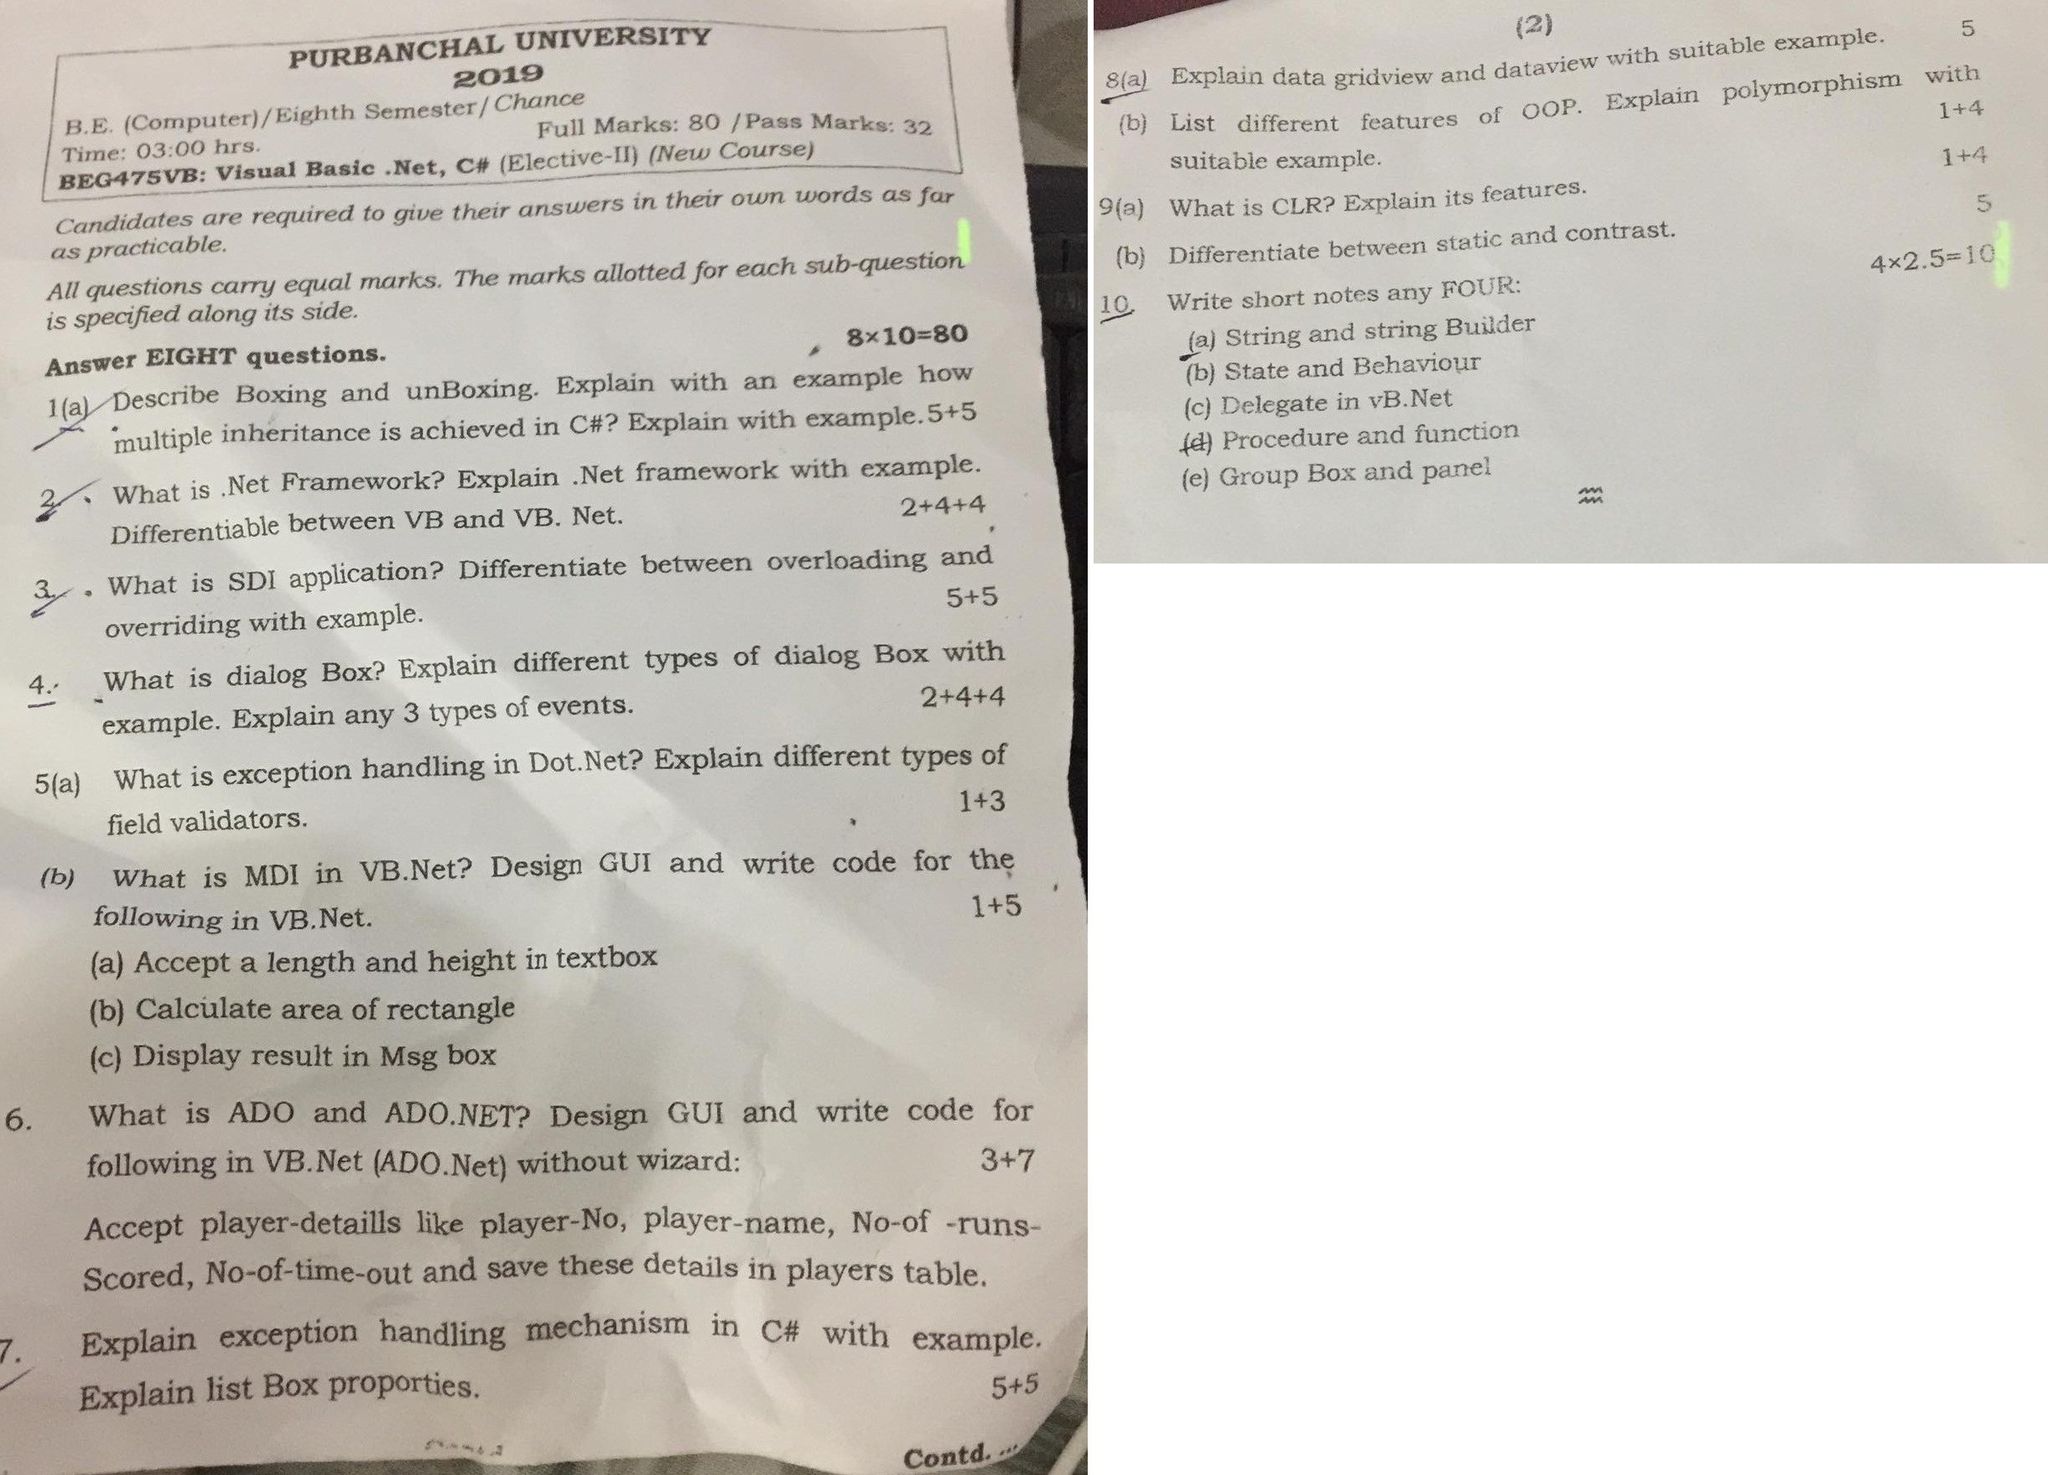 PURBANCHAL UNIVERSITY
2019
B.E. (Computer)/Eighth Semester/Chance
Time: 03:00 hrs. Full Marks: 80 /Pass Marks: 32
BEG475VB: Visual Basic .Net, C# (Elective-II) (New Course)
Candidates are required to give their answers in their own words as far
as practicable.
All questions carry equal marks. The marks allotted for each sub-question
is specified along its side.
Answer EIGHT questions. 8×10=80
1(a) Describe Boxing and unBoxing. Explain with an example how
multiple inheritance is achieved in C#? Explain with example. 5+5
2. What is .Net Framework? Explain .Net framework with example.
Differentiable between VB and VB. Net. 2+4+4
3. What is SDI application? Differentiate between overloading and
overriding with example. 5+5
4. What is dialog Box? Explain different types of dialog Box with
example. Explain any 3 types of events. 2+4+4
5(a) What is exception handling in Dot.Net? Explain different types of
field validators. 1+3
(b) What is MDI in VB.Net? Design GUI and write code for the
following in VB.Net. 1+5
(a) Accept a length and height in textbox
(b) Calculate area of rectangle
(c) Display result in Msg box
6. What is ADO and ADO.NET? Design GUI and write code for
following in VB.Net (ADO.Net) without wizard: 3+7
Accept player-detaills like player-No, player-name, No-of -runs-
Scored, No-of-time-out and save these details in players table.
7. Explain exception handling mechanism in C# with example.
Explain list Box proporties. 5+5
Contd. ...
(2)
8(a) Explain data gridview and dataview with suitable example. 5
(b) List different features of OOP. Explain polymorphism with
suitable example. 1+4
9(a) What is CLR? Explain its features. 1+4
(b) Differentiate between static and contrast. 5
10. Write short notes any FOUR: 4×2.5=10
(a) String and string Builder
(b) State and Behaviour
(c) Delegate in vB.Net
(d) Procedure and function
(e) Group Box and panel